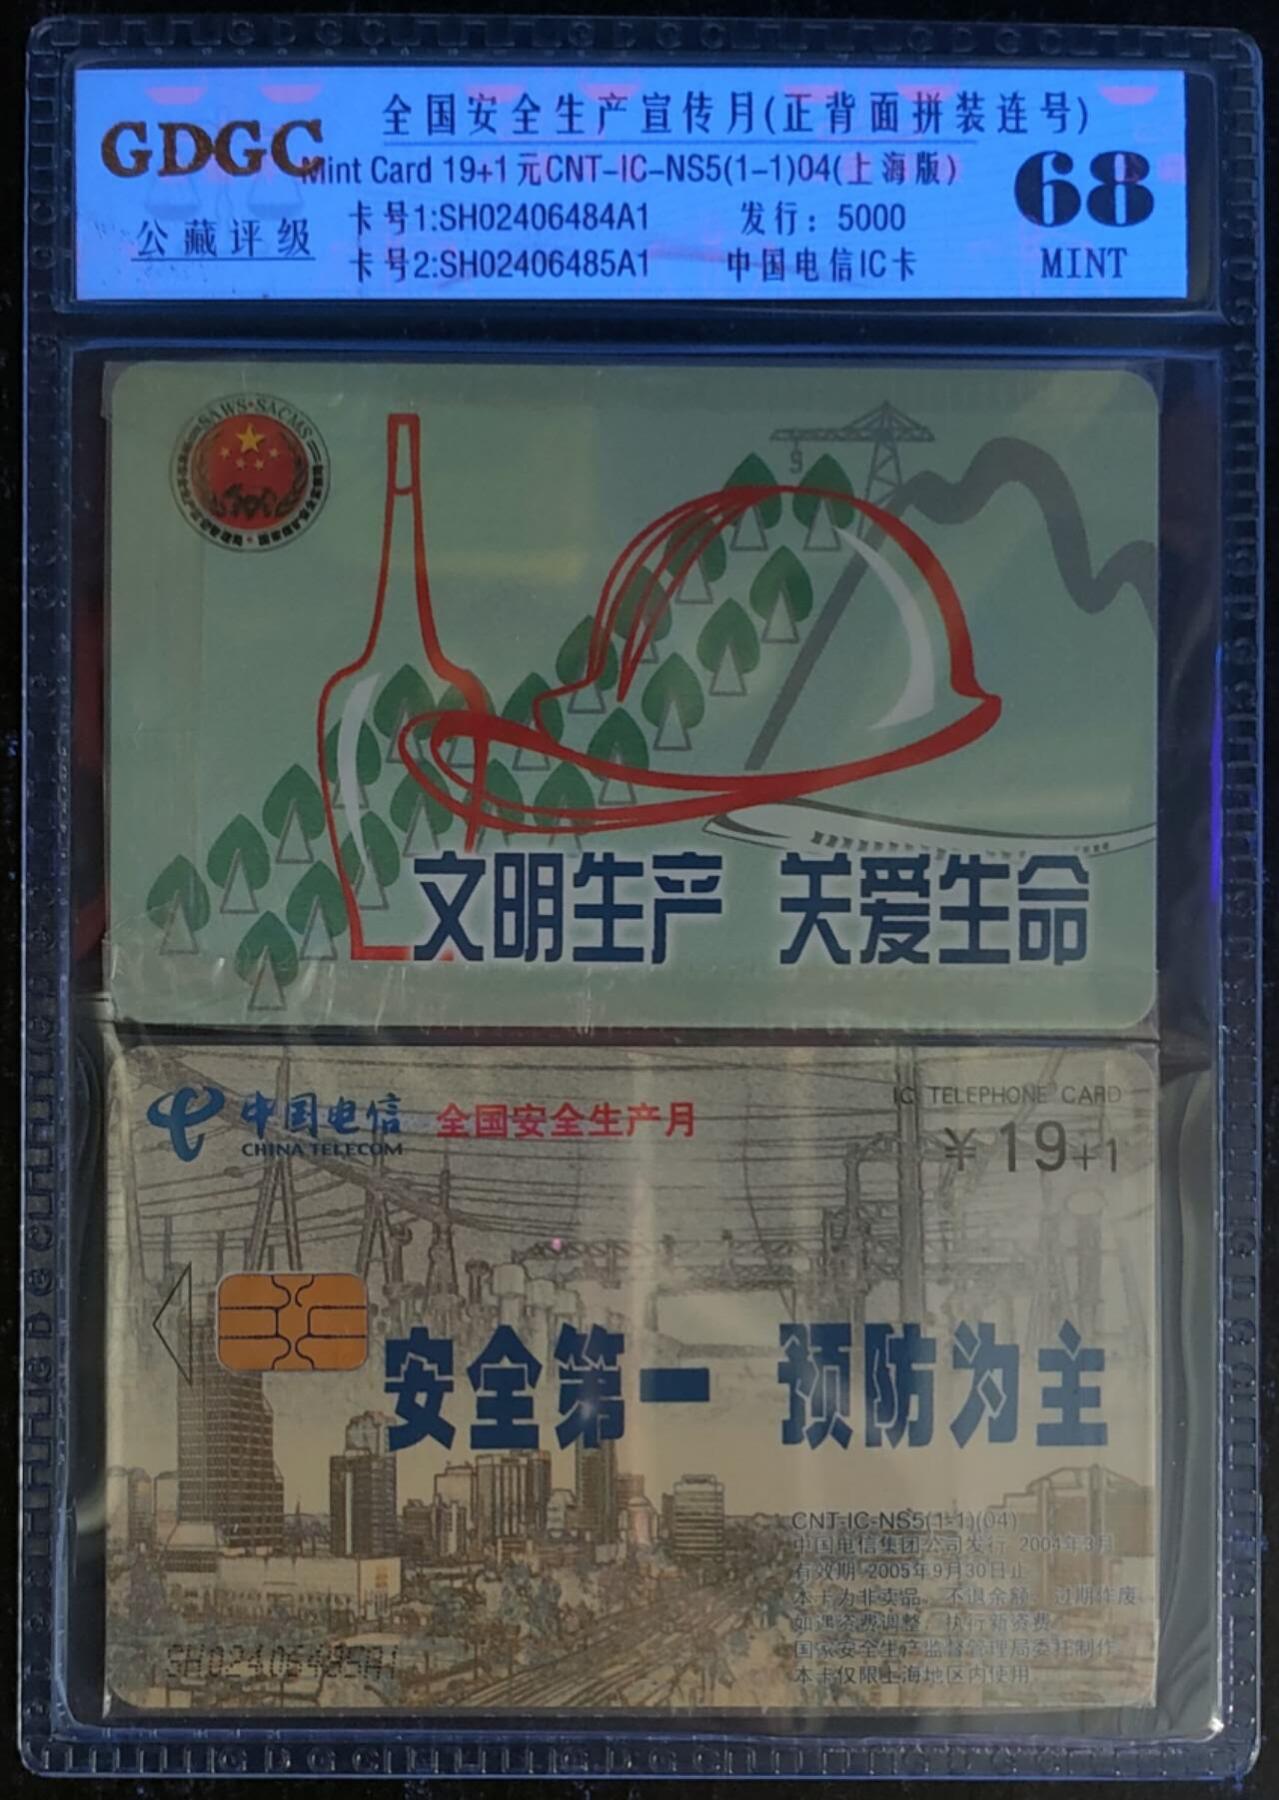 GDGC
公藏评级
全国安全生产宣传月(正背面拼装连号)
Mint Card 19+1元CNT-IC-NS5(1-1)04(上海版)
卡号1:SH02406484A1 发行: 5000
卡号2:SH02406485A1 中国电信IC卡
68
MINT
SAWS·SACMS
文明生产 关爱生命
中国电信
CHINA TELECOM
全国安全生产月
IC TELEPHONE CARD
¥19+1
安全第一 预防为主
CNT-IC-NS5(1-1)(04)
中国电信集团公司发行 2004年3月
有效期 2005年9月30日止
本卡为非卖品，不退余额，过期作废
如遇资费调整，执行新资费
国家安全生产监督管理局委托制作
本卡仅限上海地区内使用
SH02406485A1